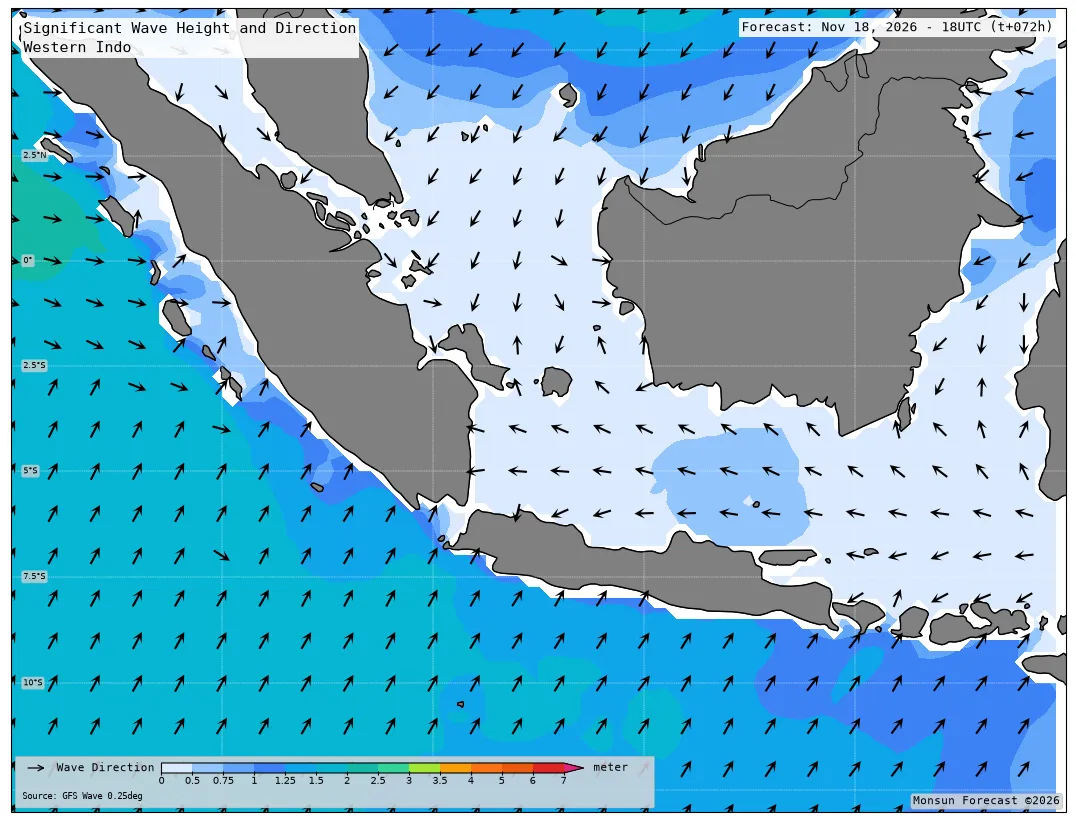 Significant Wave Height and Direction
Western Indo
Forecast: Nov 18, 2026 - 18UTC (t+072h)
2.5°N
0°
2.5°S
5°S
7.5°S
10°S
Wave Direction
0 0.5 0.75 1 1.25 1.5 2 2.5 3 3.5 4 5 6 7
meter
Source: GFS Wave 0.25deg
Monsun Forecast ©2026